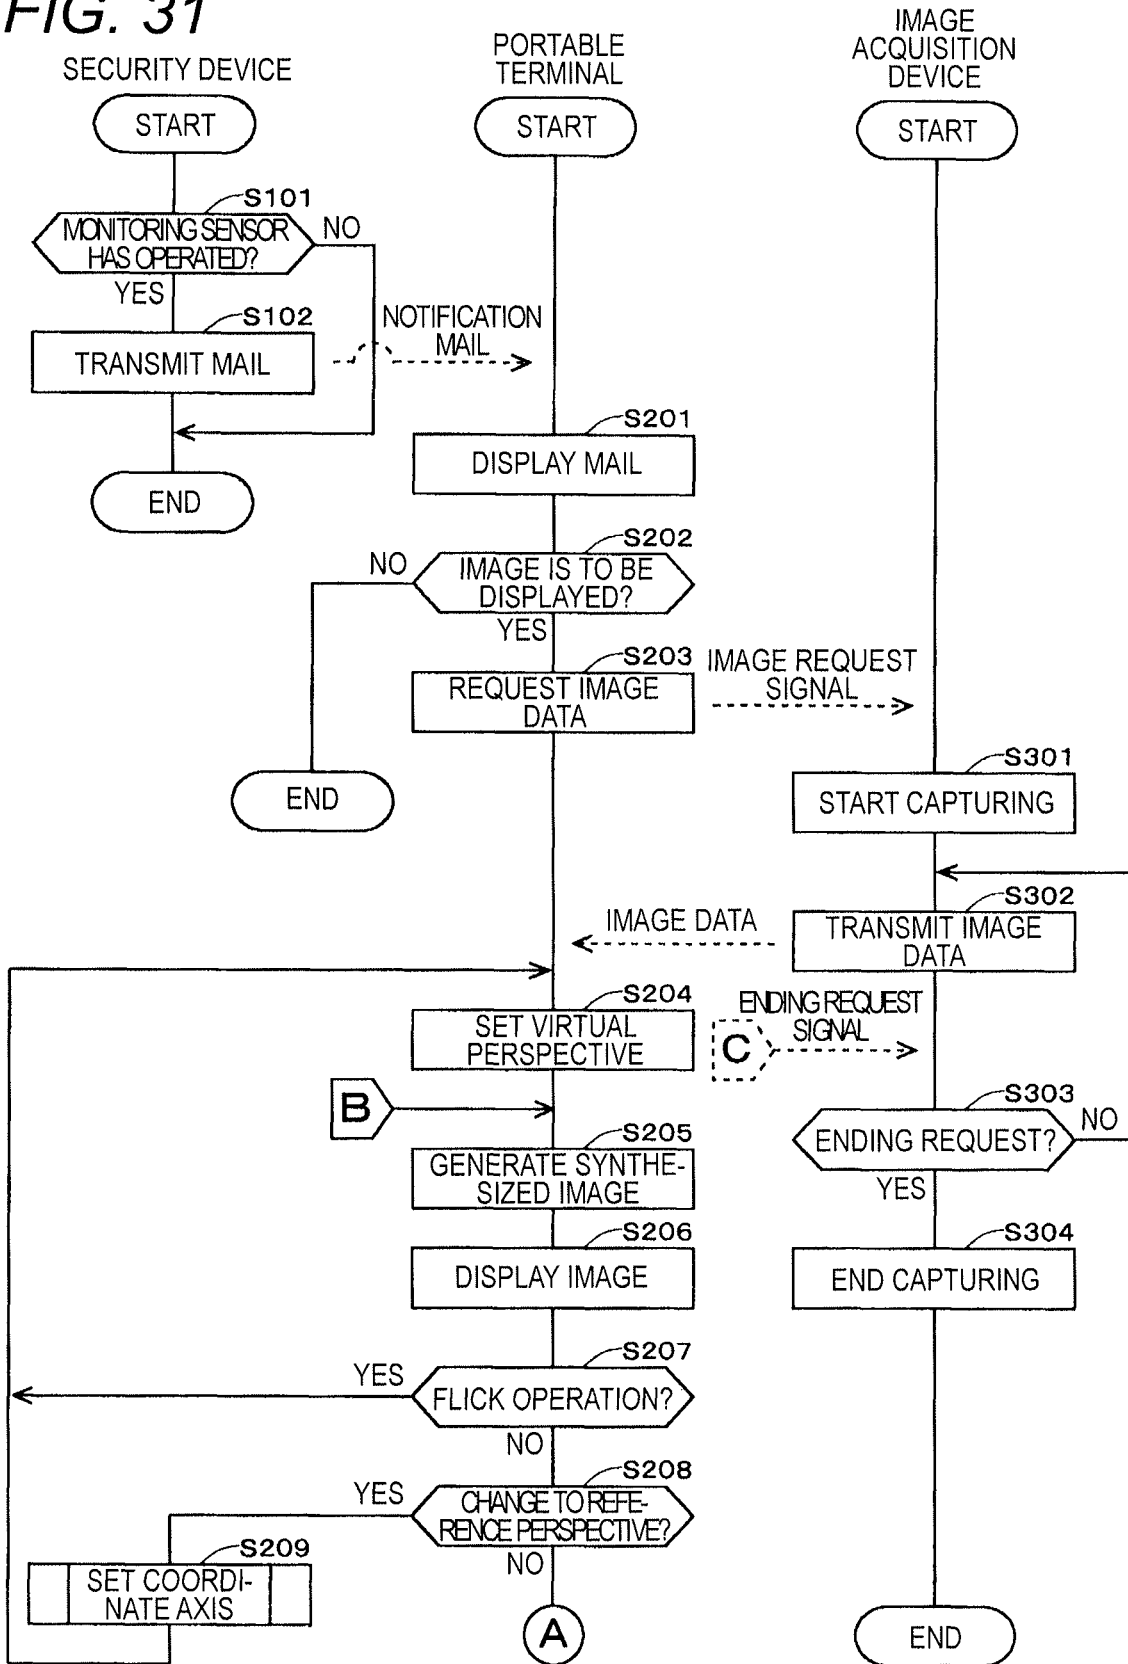 FIG. 31
SECURITY DEVICE
START
S101
MONITORING SENSOR
HAS OPERATED?
NO
YES
S102
TRANSMIT MAIL
NOTIFICATION
MAIL
END
PORTABLE
TERMINAL
START
S201
DISPLAY MAIL
S202
IMAGE IS TO BE
DISPLAYED?
NO
YES
END
S203
REQUEST IMAGE
DATA
IMAGE REQUEST
SIGNAL
IMAGE
ACQUISITION
DEVICE
START
S301
START CAPTURING
S302
TRANSMIT IMAGE
DATA
IMAGE DATA
S204
SET VIRTUAL
PERSPECTIVE
ENDING REQUEST
SIGNAL
C
B
S303
ENDING REQUEST?
NO
YES
S205
GENERATE SYNTHE-
SIZED IMAGE
S206
DISPLAY IMAGE
S304
END CAPTURING
S207
FLICK OPERATION?
YES
NO
S208
CHANGE TO REFE-
RENCE PERSPECTIVE?
YES
NO
S209
SET COORDI-
NATE AXIS
A
END